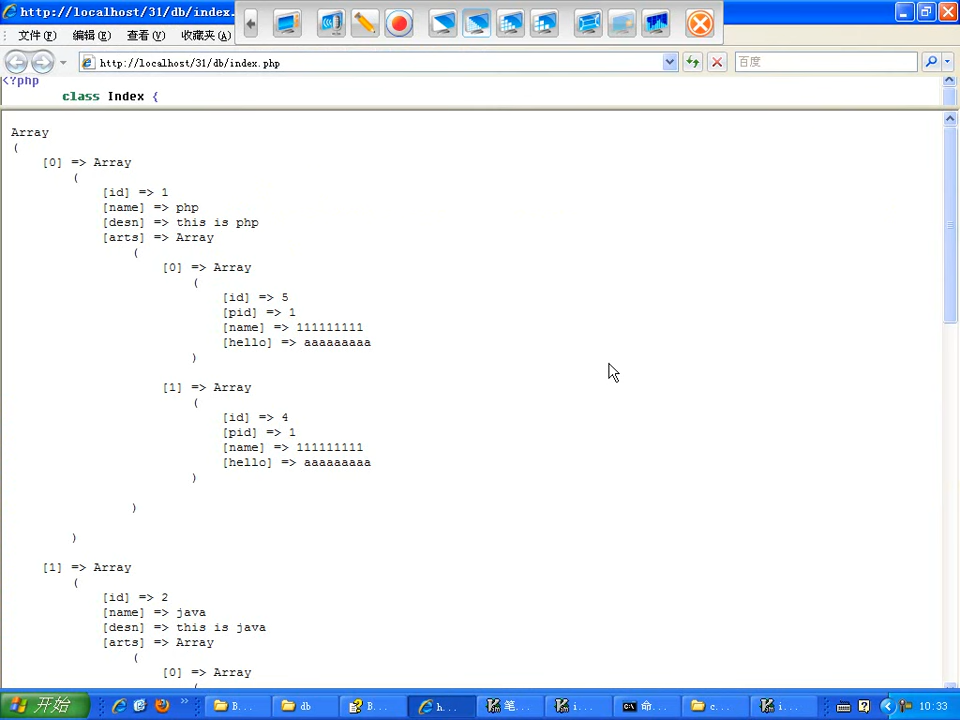 http://localhost/31/db/index.
文件(F) 编辑(E) 查看(V) 收藏夹(A)
http://localhost/31/db/index.php
百度
<?php
class Index {
Array
(
[0] => Array
(
[id] => 1
[name] => php
[desn] => this is php
[arts] => Array
(
[0] => Array
(
[id] => 5
[pid] => 1
[name] => 111111111
[hello] => aaaaaaaaa
)
[1] => Array
(
[id] => 4
[pid] => 1
[name] => 111111111
[hello] => aaaaaaaaa
)
)
)
[1] => Array
(
[id] => 2
[name] => java
[desn] => this is java
[arts] => Array
(
[0] => Array
(
开始 B... db B... h... 笔... i... 命... c... i... 10:33